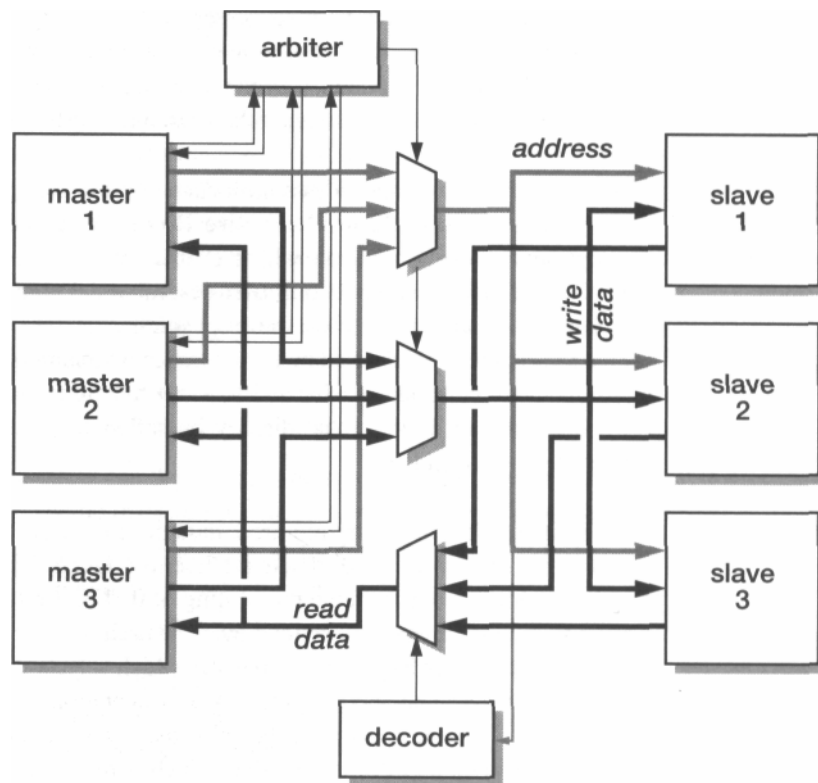 arbiter
master
1
address
slave
1
write
data
master
2
slave
2
master
3
read
data
slave
3
decoder